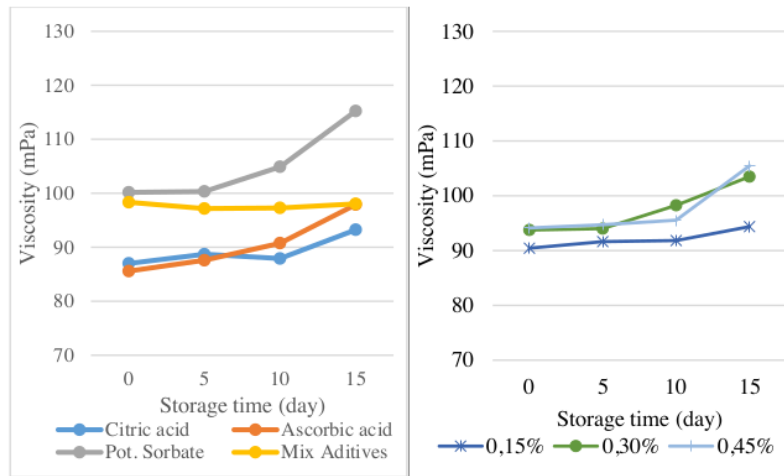 130
120
110
100
90
80
70
Viscosity (mPa)
0 5 10 15
Storage time (day)
Citric acid Ascorbic acid
Pot. Sorbate Mix Aditives
130
120
110
100
90
80
70
Viscosity (mPa)
0 5 10 15
Storage time (day)
0,15% 0,30% 0,45%